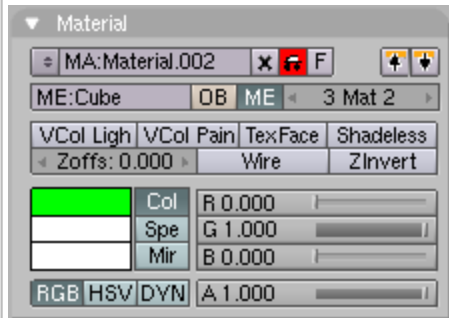 Material
MA:Material.002 X F
ME:Cube OB ME 3 Mat 2
VCol Ligh VCol Pain TexFace Shadeless
Zoffs: 0.000 Wire ZInvert
Col R 0.000
Spe G 1.000
Mir B 0.000
RGB HSV DYN A 1.000